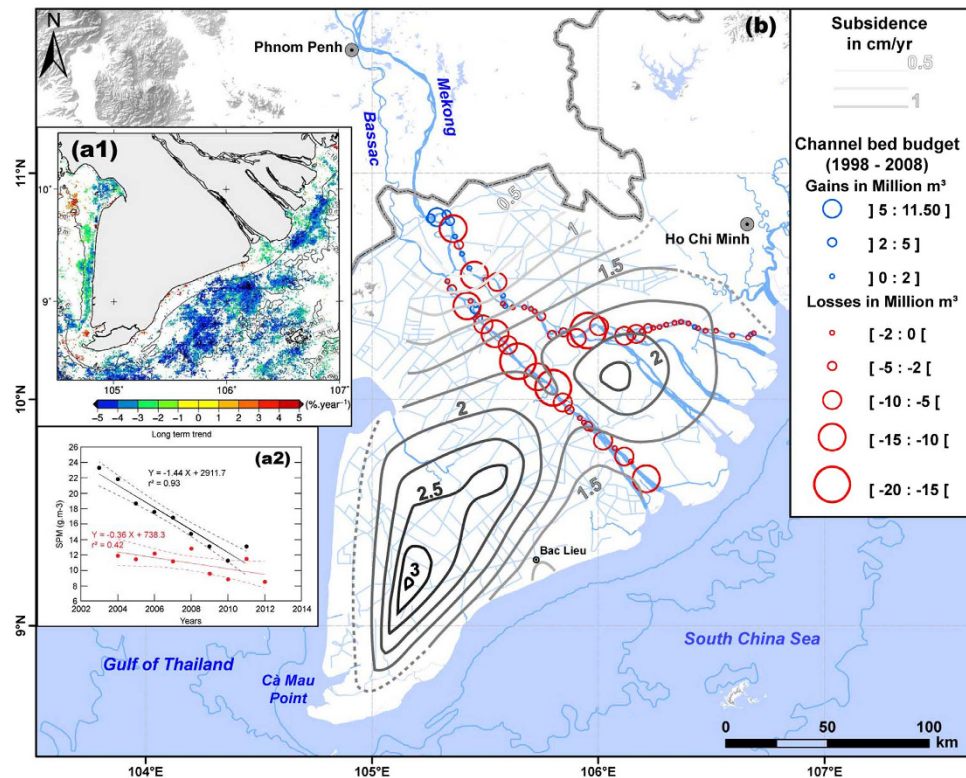 N
Phnom Penh
(b)
Mekong
Bassac
Ho Chi Minh
Bac Lieu
Gulf of Thailand
Cà Mau
Point
South China Sea
0.5
1
1.5
2
2
2.5
3
1.5
11°N
10°N
9°N
11°N
10°N
9°N
104°E
105°E
106°E
107°E
0 50 100
km
(a1)
10°
9°
105°
106°
107°
−5 −4 −3 −2 −1 0 1 2 3 4 5 (%.year⁻¹)
Long term trend
(a2)
Y = -1.44 X + 2911.7
r² = 0.93
Y = -0.36 X + 738.3
r² = 0.42
SPM (g.m-3)
26
24
22
20
18
16
14
12
10
8
6
2002 2004 2006 2008 2010 2012 2014
Years
Subsidence
in cm/yr
0.5
1
Channel bed budget
(1998 - 2008)
Gains in Million m³
] 5 : 11.50 ]
] 2 : 5 ]
] 0 : 2 ]
Losses in Million m³
[ -2 : 0 [
[ -5 : -2 [
[ -10 : -5 [
[ -15 : -10 [
[ -20 : -15 [